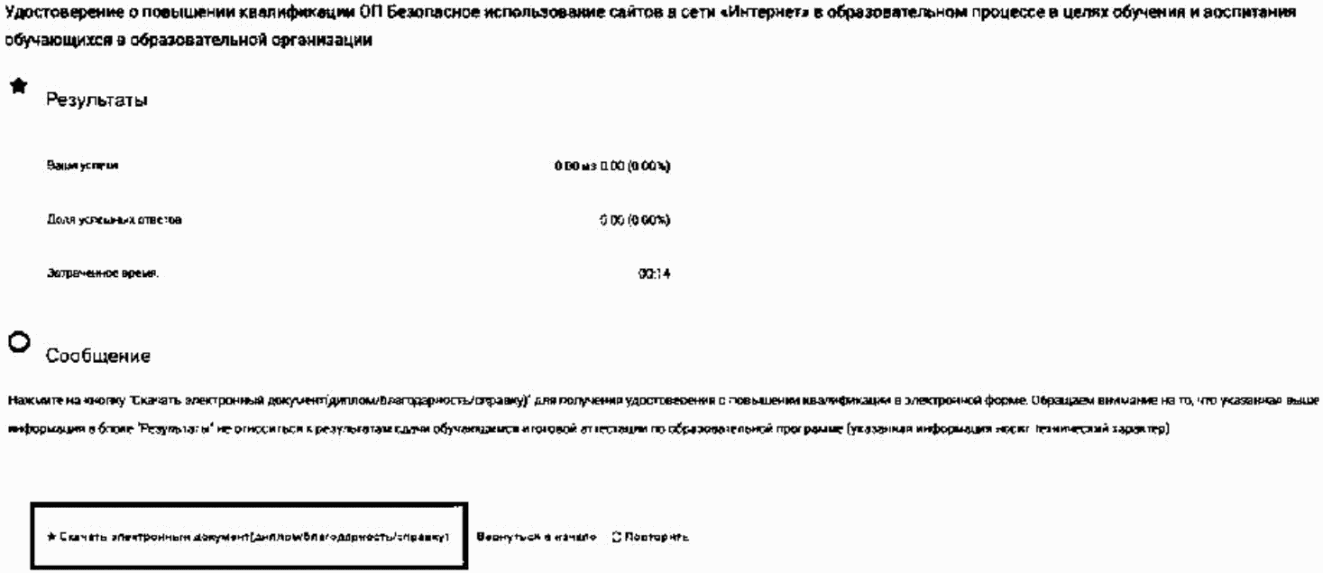 Удостоверение о повышении квалификации ОП Безопасное использование сайтов в сети «Интернет» в образовательном процессе в целях обучения и воспитания
обучающихся в образовательной организации
Результаты
Ваши успехи 0.00 из 0.00 (0.00%)
Доля успешных ответов 0.00 (0.00%)
Затраченное время. 00:14
Сообщение
Нажмите на кнопку "Скачать электронный документ(диплом/благодарность/справку)" для получения удостоверения о повышении квалификации в электронной форме. Обращаем внимание на то, что указанная выше
информация в блоке "Результаты" не относиться к результатам сдачи обучающемся итоговой аттестации по образовательной программе (указанная информация носит технический характер)
★ Скачать электронный документ(диплом/благодарность/справку) Вернуться в начало Повторить